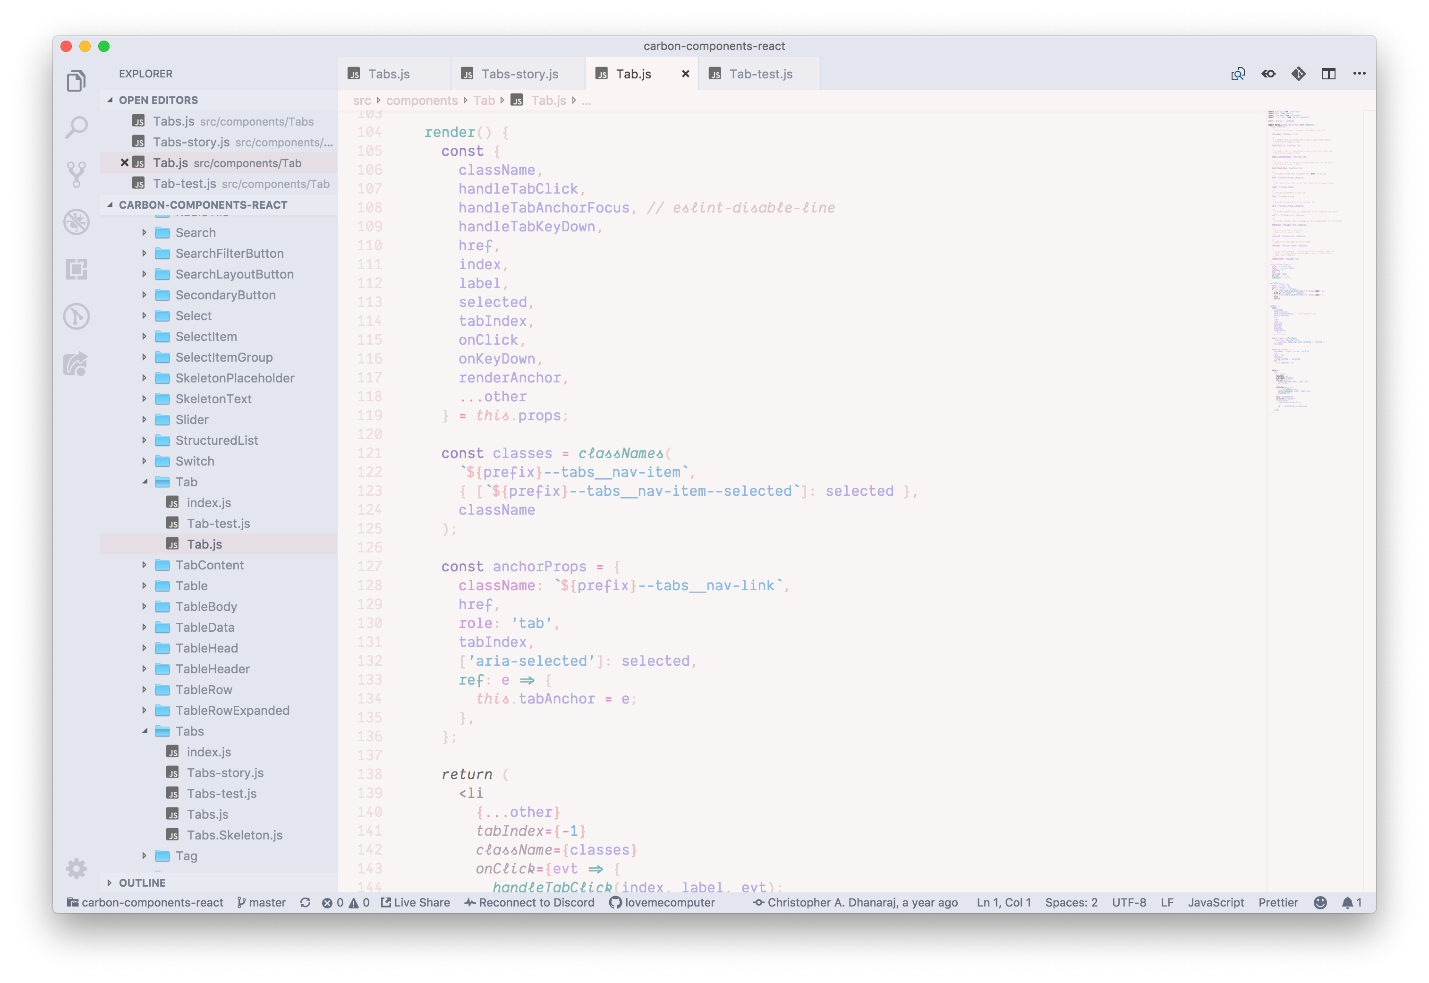 carbon-components-react
EXPLORER
Tabs.js
Tabs-story.js
Tab.js
Tab-test.js
OPEN EDITORS
Tabs.js src/components/Tabs
Tabs-story.js src/components/...
Tab.js src/components/Tab
Tab-test.js src/components/Tab
CARBON-COMPONENTS-REACT
Search
SearchFilterButton
SearchLayoutButton
SecondaryButton
Select
SelectItem
SelectItemGroup
SkeletonPlaceholder
SkeletonText
Slider
StructuredList
Switch
Tab
index.js
Tab-test.js
Tab.js
TabContent
Table
TableBody
TableData
TableHead
TableHeader
TableRow
TableRowExpanded
Tabs
index.js
Tabs-story.js
Tabs-test.js
Tabs.js
Tabs.Skeleton.js
Tag
OUTLINE
src components Tab Tab.js ...
103
104 render() {
105 const {
106 className,
107 handleTabClick,
108 handleTabAnchorFocus, // eslint-disable-line
109 handleTabKeyDown,
110 href,
111 index,
112 label,
113 selected,
114 tabIndex,
115 onClick,
116 onKeyDown,
117 renderAnchor,
118 ...other
119 } = this.props;
120
121 const classes = classNames(
122 `${prefix}--tabs__nav-item`,
123 { [`${prefix}--tabs__nav-item--selected`]: selected },
124 className
125 );
126
127 const anchorProps = {
128 className: `${prefix}--tabs__nav-link`,
129 href,
130 role: 'tab',
131 tabIndex,
132 ['aria-selected']: selected,
133 ref: e => {
134 this.tabAnchor = e;
135 },
136 };
137
138 return (
139 <li
140 {...other}
141 tabIndex={-1}
142 className={classes}
143 onClick={evt => {
144 handleTabClick(index, label, evt);
carbon-components-react master 0 0 Live Share Reconnect to Discord lovemecomputer Christopher A. Dhanaraj, a year ago Ln 1, Col 1 Spaces: 2 UTF-8 LF JavaScript Prettier 1